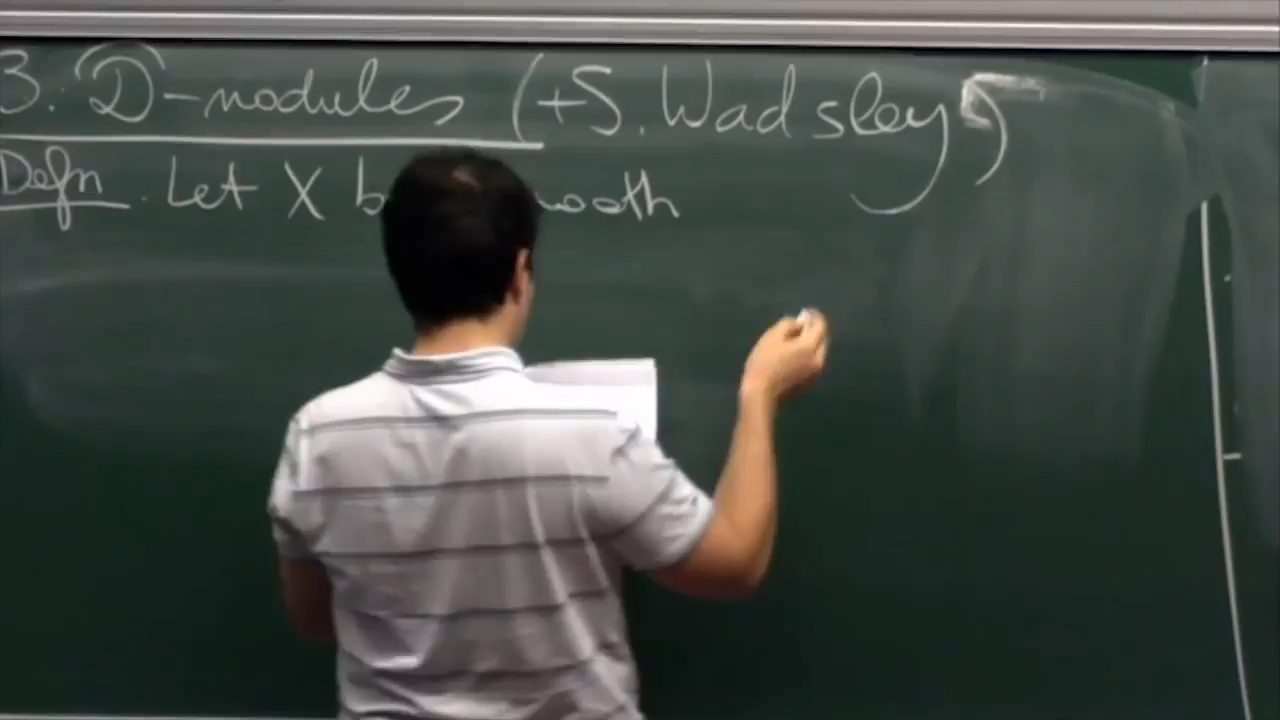 3. D̂-modules (+S. Wadsley)
Defn. Let X b ooth